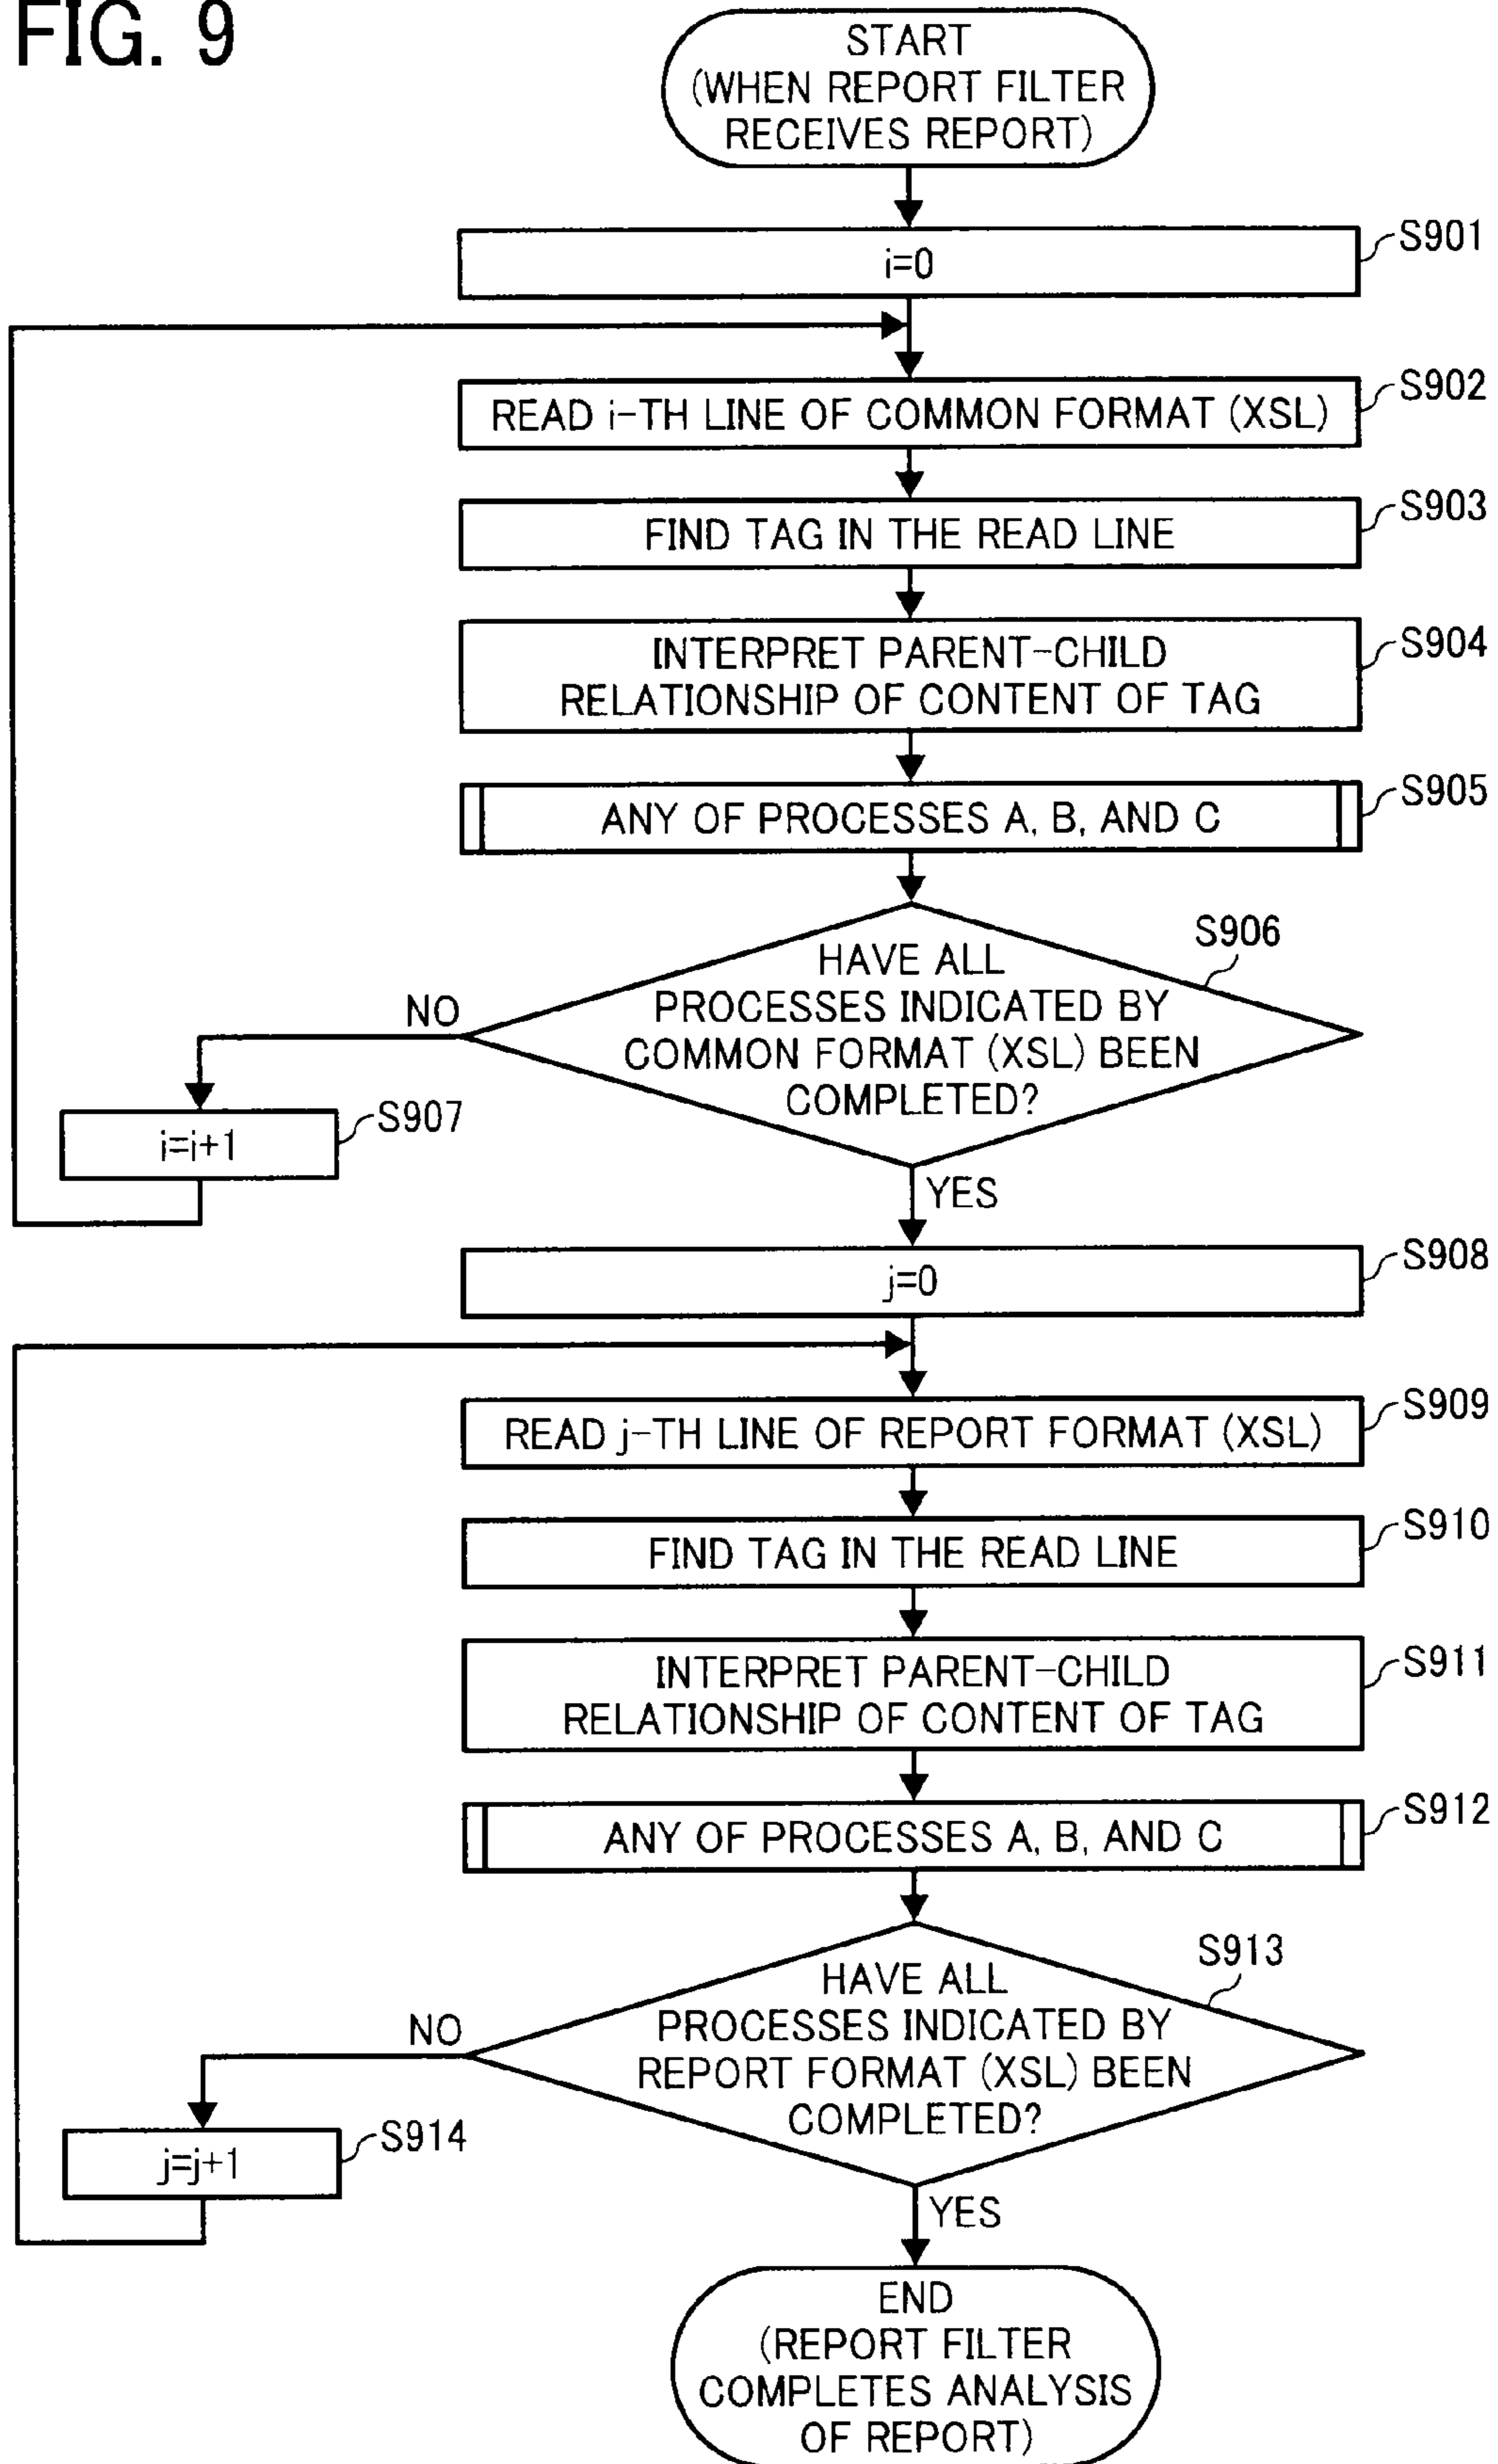 FIG. 9
START
(WHEN REPORT FILTER
RECEIVES REPORT)
i=0
S901
READ i-TH LINE OF COMMON FORMAT (XSL)
S902
FIND TAG IN THE READ LINE
S903
INTERPRET PARENT-CHILD
RELATIONSHIP OF CONTENT OF TAG
S904
ANY OF PROCESSES A, B, AND C
S905
HAVE ALL
PROCESSES INDICATED BY
COMMON FORMAT (XSL) BEEN
COMPLETED?
S906
NO
i=i+1
S907
YES
j=0
S908
READ j-TH LINE OF REPORT FORMAT (XSL)
S909
FIND TAG IN THE READ LINE
S910
INTERPRET PARENT-CHILD
RELATIONSHIP OF CONTENT OF TAG
S911
ANY OF PROCESSES A, B, AND C
S912
HAVE ALL
PROCESSES INDICATED BY
REPORT FORMAT (XSL) BEEN
COMPLETED?
S913
NO
j=j+1
S914
YES
END
(REPORT FILTER
COMPLETES ANALYSIS
OF REPORT)